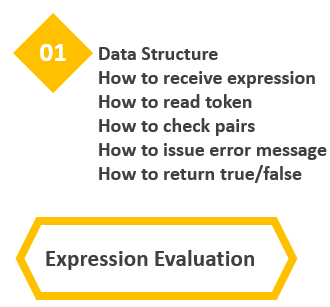 01
Data Structure
How to receive expression
How to read token
How to check pairs
How to issue error message
How to return true/false
Expression Evaluation